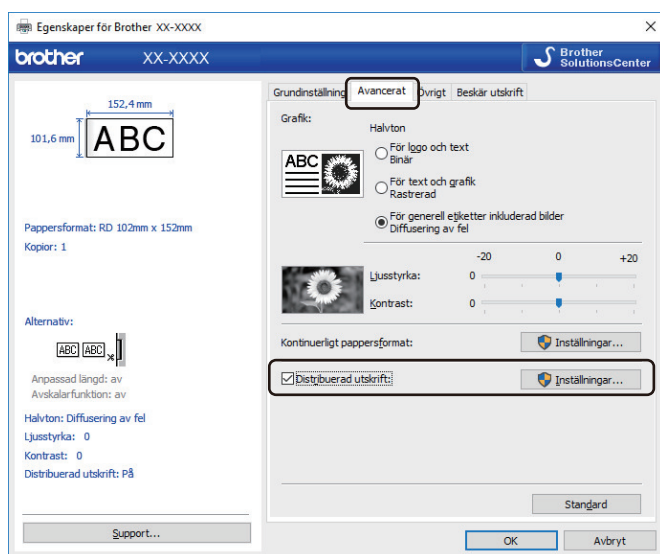 Egenskaper för Brother XX-XXXX
brother XX-XXXX
Brother
SolutionsCenter
152,4 mm
101,6 mm
ABC
Pappersformat: RD 102mm x 152mm
Kopior: 1
Alternativ:
ABC ABC
Anpassad längd: av
Avskalarfunktion: av
Halvton: Diffusering av fel
Ljusstyrka: 0
Kontrast: 0
Distribuerad utskrift: På
Support...
Grundinställning Avancerat Övrigt Beskär utskrift
Grafik:
ABC
Halvton
För logo och text
Binär
För text och grafik
Rastrerad
För generell etiketter inkluderad bilder
Diffusering av fel
-20 0 +20
Ljusstyrka: 0
Kontrast: 0
Kontinuerligt pappersformat: Inställningar...
Distribuerad utskrift: Inställningar...
Standard
OK Avbryt